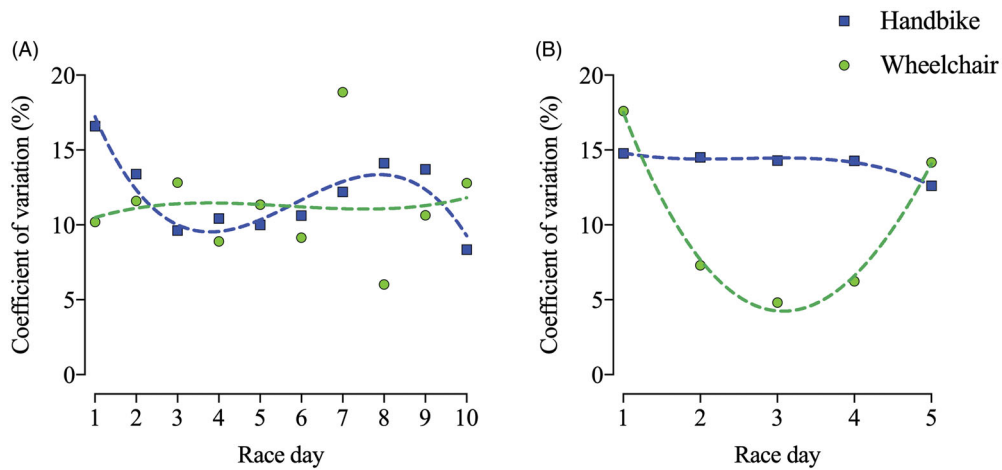 Handbike
Wheelchair
(A)
(B)
Coefficient of variation (%)
20
15
10
5
0
1 2 3 4 5 6 7 8 9 10
Race day
Coefficient of variation (%)
20
15
10
5
0
1 2 3 4 5
Race day